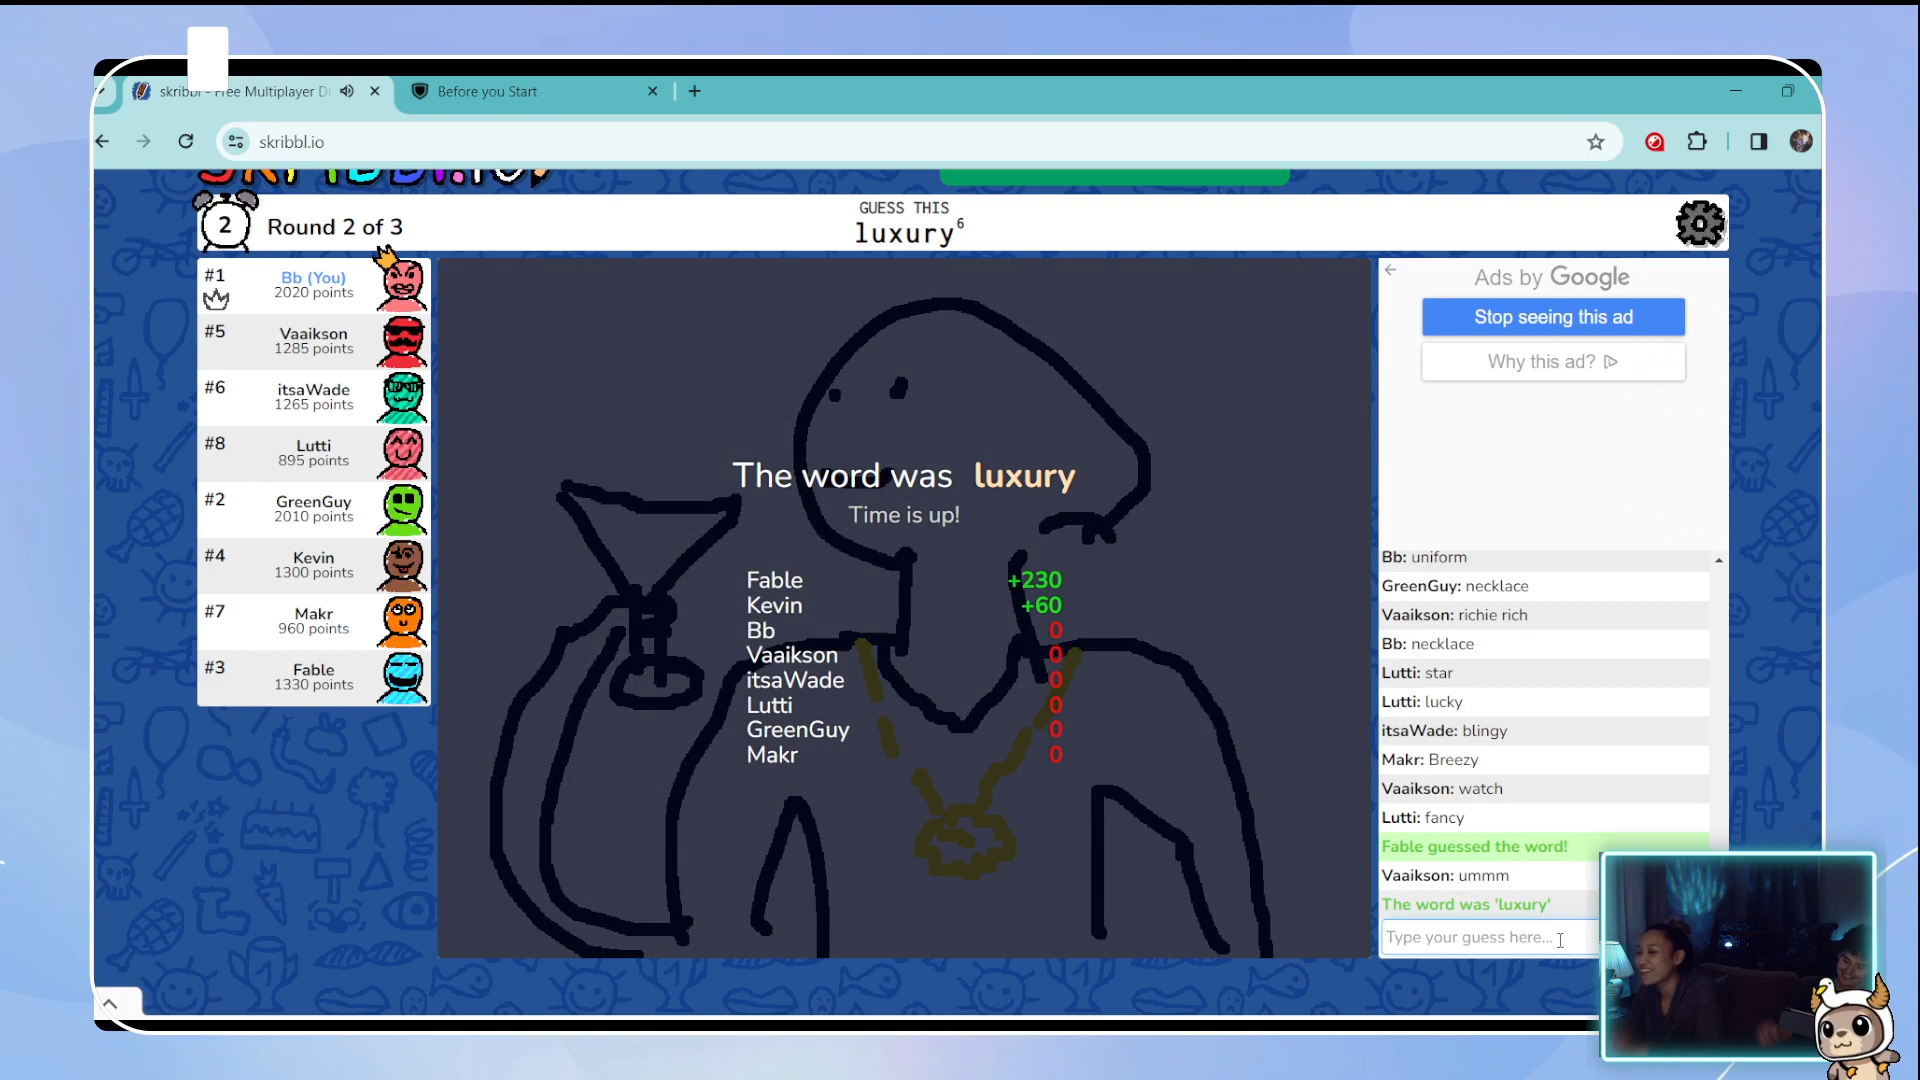 skribbl - Free Multiplayer Dr
Before you Start
skribbl.io
SKRIBBL.IO
2
Round 2 of 3
GUESS THIS
luxury 6
#1
Bb (You)
2020 points
#5
Vaaikson
1285 points
#6
itsaWade
1265 points
#8
Lutti
895 points
#2
GreenGuy
2010 points
#4
Kevin
1300 points
#7
Makr
960 points
#3
Fable
1330 points
The word was luxury
Time is up!
Fable +230
Kevin +60
Bb 0
Vaaikson 0
itsaWade 0
Lutti 0
GreenGuy 0
Makr 0
Ads by Google
Stop seeing this ad
Why this ad?
Bb: uniform
GreenGuy: necklace
Vaaikson: richie rich
Bb: necklace
Lutti: star
Lutti: lucky
itsaWade: blingy
Makr: Breezy
Vaaikson: watch
Lutti: fancy
Fable guessed the word!
Vaaikson: ummm
The word was 'luxury'
Type your guess here...